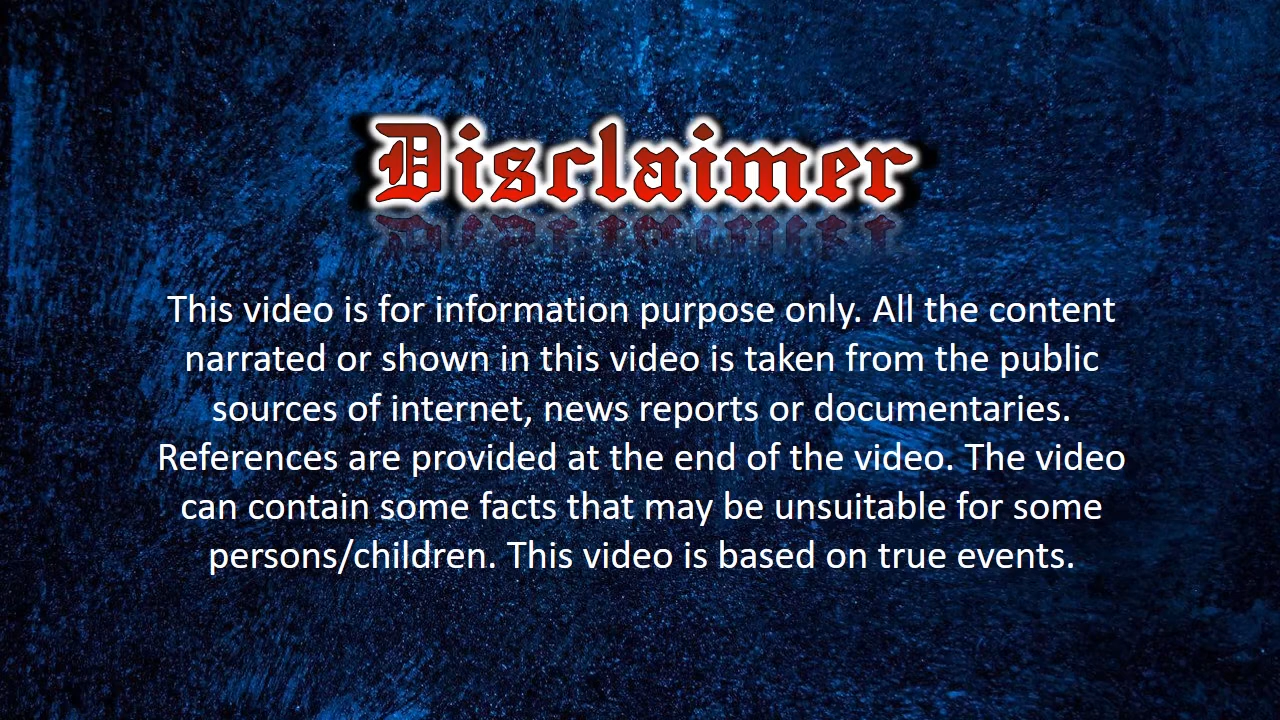 Disclaimer
This video is for information purpose only. All the content
narrated or shown in this video is taken from the public
sources of internet, news reports or documentaries.
References are provided at the end of the video. The video
can contain some facts that may be unsuitable for some
persons/children. This video is based on true events.